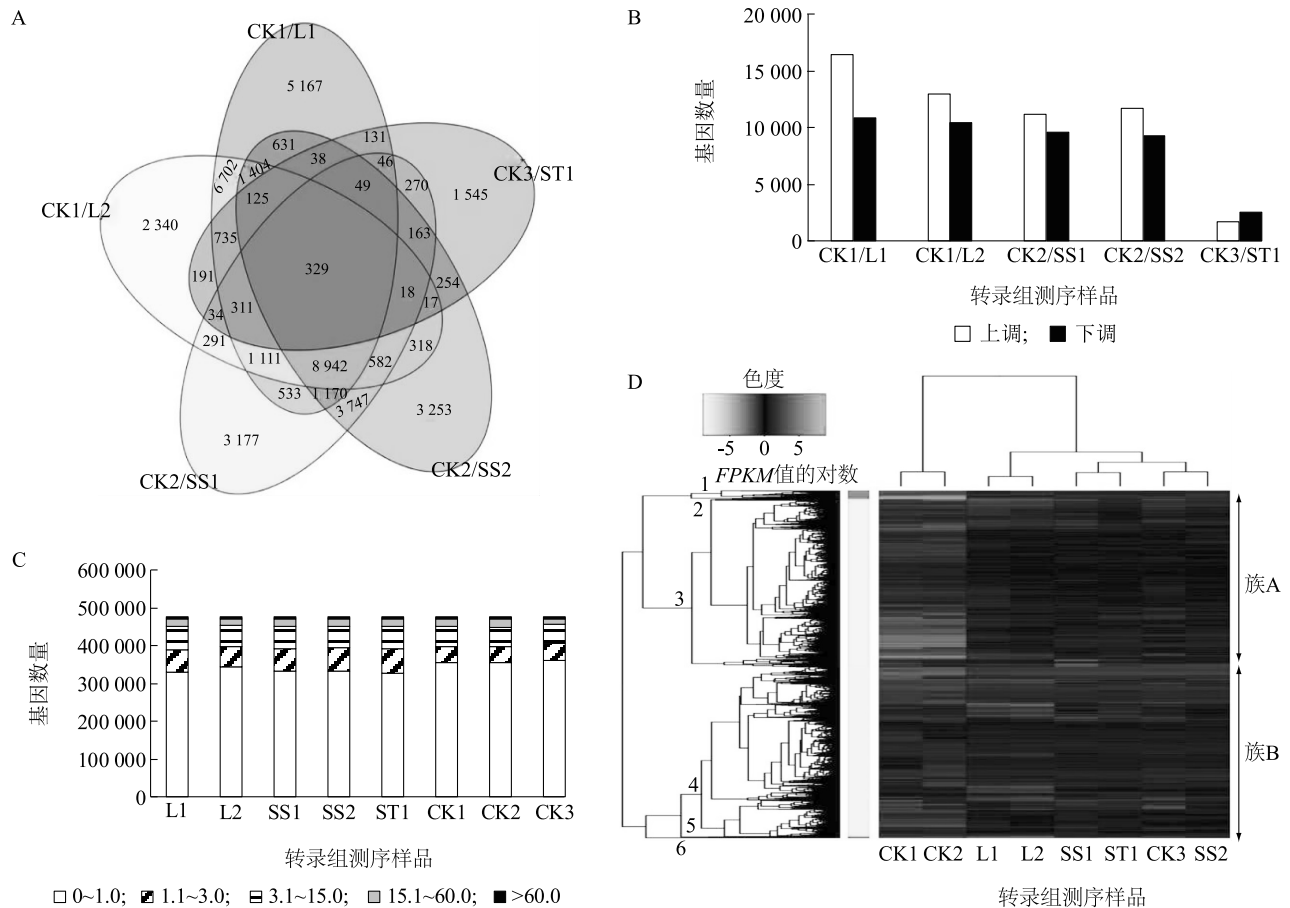 A
CK1/L1
5 167
131
631
38
46
CK3/ST1
6 702
1 404
49
270
1 545
125
CK1/L2
2 340
735
163
329
191
18
254
17
311
34
291
318
1 111
8 942
582
533
1 170
3 747
3 253
3 177
CK2/SS1
CK2/SS2
B
20 000
15 000
10 000
5 000
0
基因数量
CK1/L1 CK1/L2 CK2/SS1 CK2/SS2 CK3/ST1
转录组测序样品
上调; 下调
C
600 000
500 000
400 000
300 000
200 000
100 000
0
基因数量
L1 L2 SS1 SS2 ST1 CK1 CK2 CK3
转录组测序样品
0~1.0; 1.1~3.0; 3.1~15.0; 15.1~60.0; >60.0
D
色度
-5 0 5
FPKM值的对数
1
2
3
4
5
6
族A
族B
CK1 CK2 L1 L2 SS1 ST1 CK3 SS2
转录组测序样品